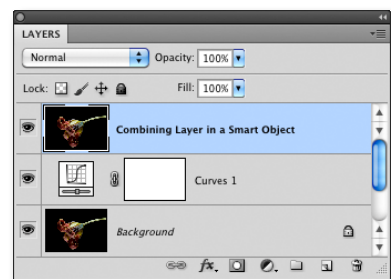 LAYERS
Normal Opacity: 100%
Lock: Fill: 100%
Combining Layer in a Smart Object
Curves 1
Background
fx.